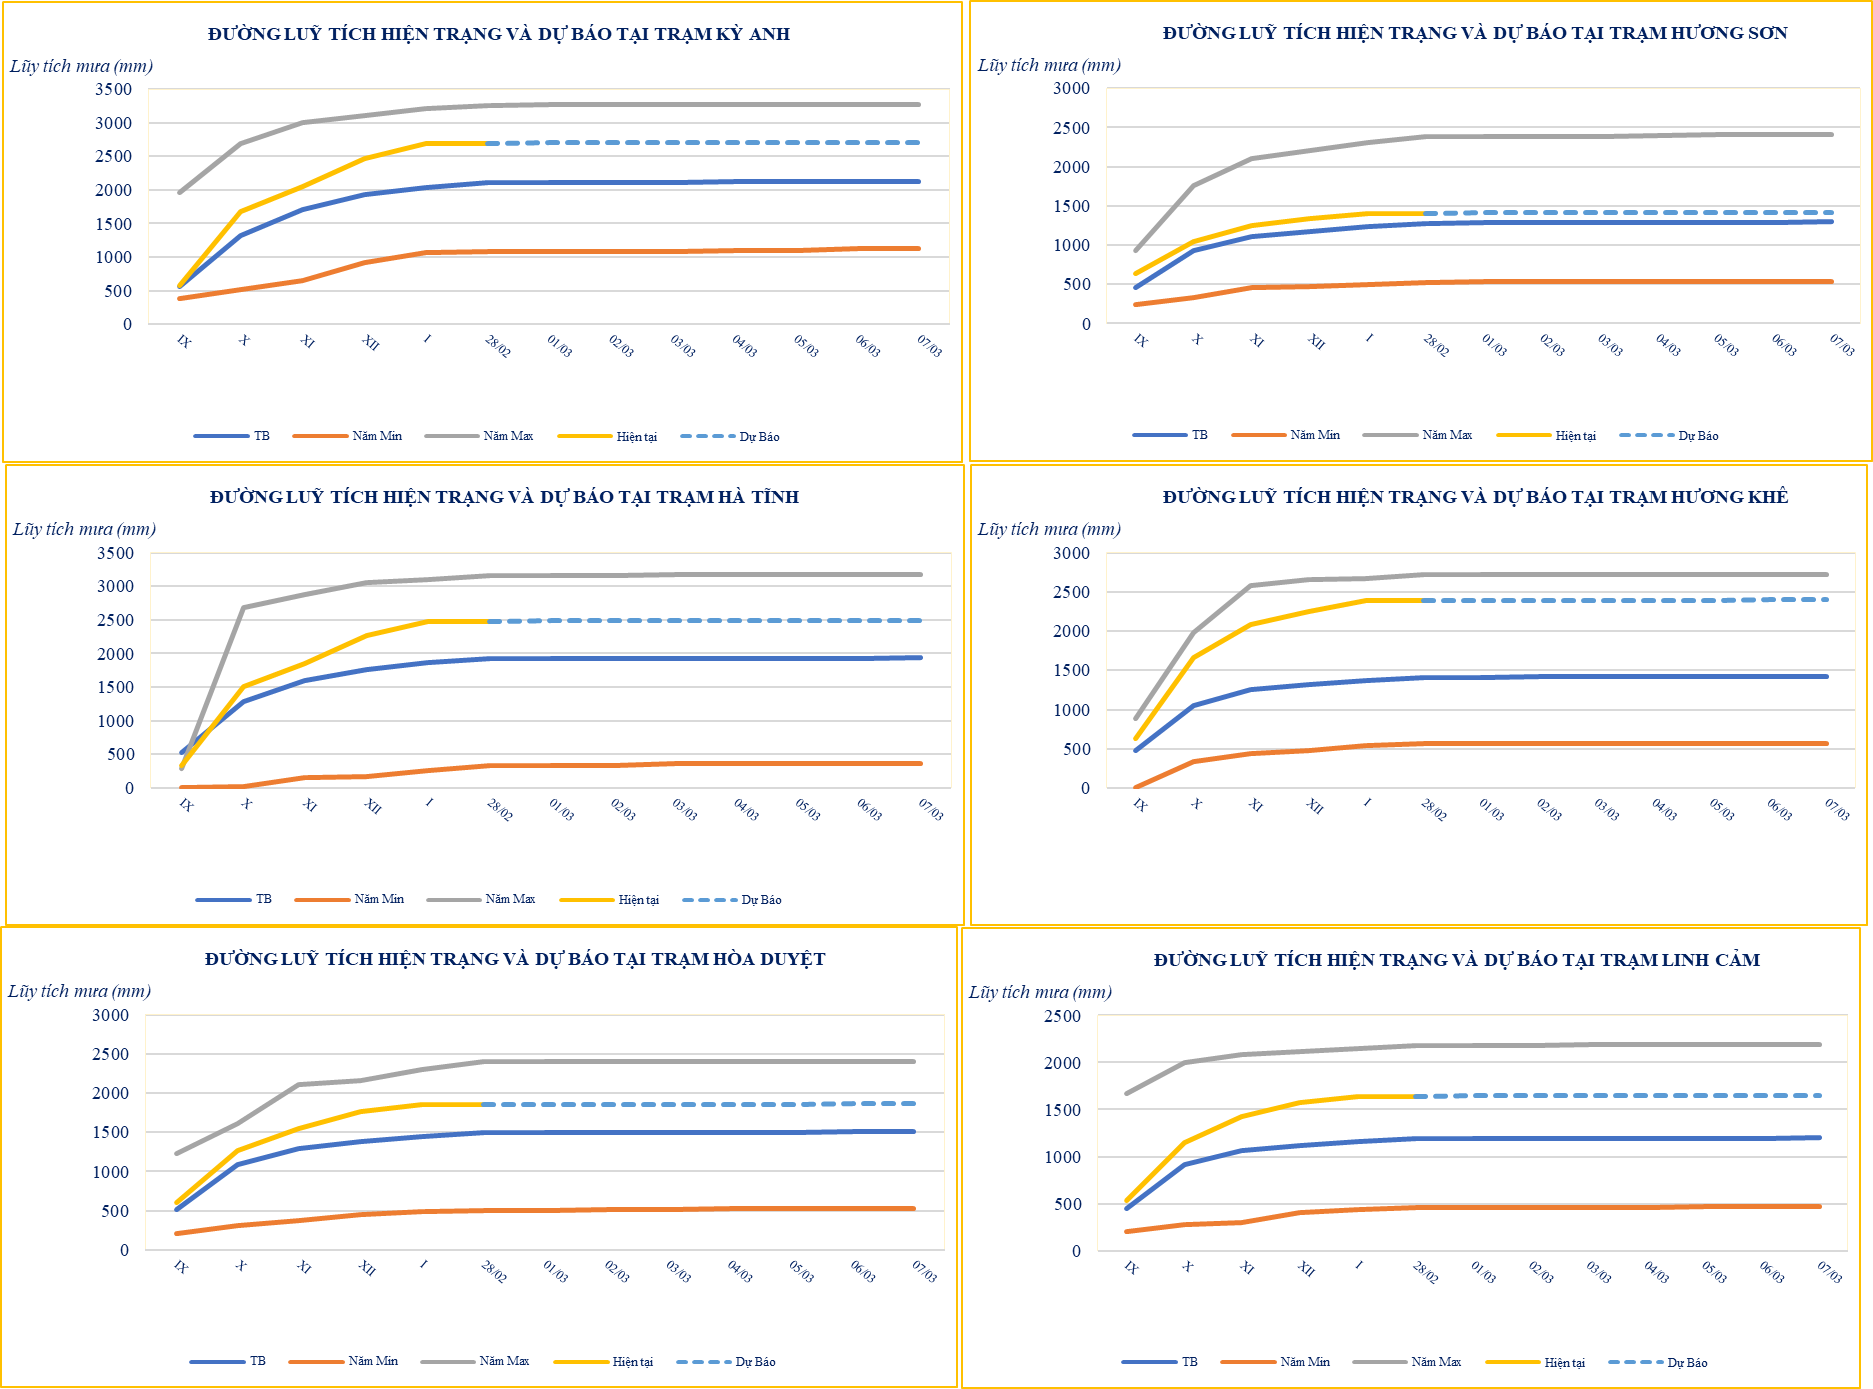 ĐƯỜNG LUỸ TÍCH HIỆN TRẠNG VÀ DỰ BÁO TẠI TRẠM KỲ ANH
Lũy tích mưa (mm)
3500
3000
2500
2000
1500
1000
500
0
IX X XI XII I 28/02 01/03 02/03 03/03 04/03 05/03 06/03 07/03
TB Năm Min Năm Max Hiện tại Dự Báo
ĐƯỜNG LUỸ TÍCH HIỆN TRẠNG VÀ DỰ BÁO TẠI TRẠM HƯƠNG SƠN
Lũy tích mưa (mm)
3000
2500
2000
1500
1000
500
0
IX X XI XII I 28/02 01/03 02/03 03/03 04/03 05/03 06/03 07/03
TB Năm Min Năm Max Hiện tại Dự Báo
ĐƯỜNG LUỸ TÍCH HIỆN TRẠNG VÀ DỰ BÁO TẠI TRẠM HÀ TĨNH
Lũy tích mưa (mm)
3500
3000
2500
2000
1500
1000
500
0
IX X XI XII I 28/02 01/03 02/03 03/03 04/03 05/03 06/03 07/03
TB Năm Min Năm Max Hiện tại Dự Báo
ĐƯỜNG LUỸ TÍCH HIỆN TRẠNG VÀ DỰ BÁO TẠI TRẠM HƯƠNG KHÊ
Lũy tích mưa (mm)
3000
2500
2000
1500
1000
500
0
IX X XI XII I 28/02 01/03 02/03 03/03 04/03 05/03 06/03 07/03
TB Năm Min Năm Max Hiện tại Dự Báo
ĐƯỜNG LUỸ TÍCH HIỆN TRẠNG VÀ DỰ BÁO TẠI TRẠM HÒA DUYỆT
Lũy tích mưa (mm)
3000
2500
2000
1500
1000
500
0
IX X XI XII I 28/02 01/03 02/03 03/03 04/03 05/03 06/03 07/03
TB Năm Min Năm Max Hiện tại Dự Báo
ĐƯỜNG LUỸ TÍCH HIỆN TRẠNG VÀ DỰ BÁO TẠI TRẠM LINH CẢM
Lũy tích mưa (mm)
2500
2000
1500
1000
500
0
IX X XI XII I 28/02 01/03 02/03 03/03 04/03 05/03 06/03 07/03
TB Năm Min Năm Max Hiện tại Dự Báo